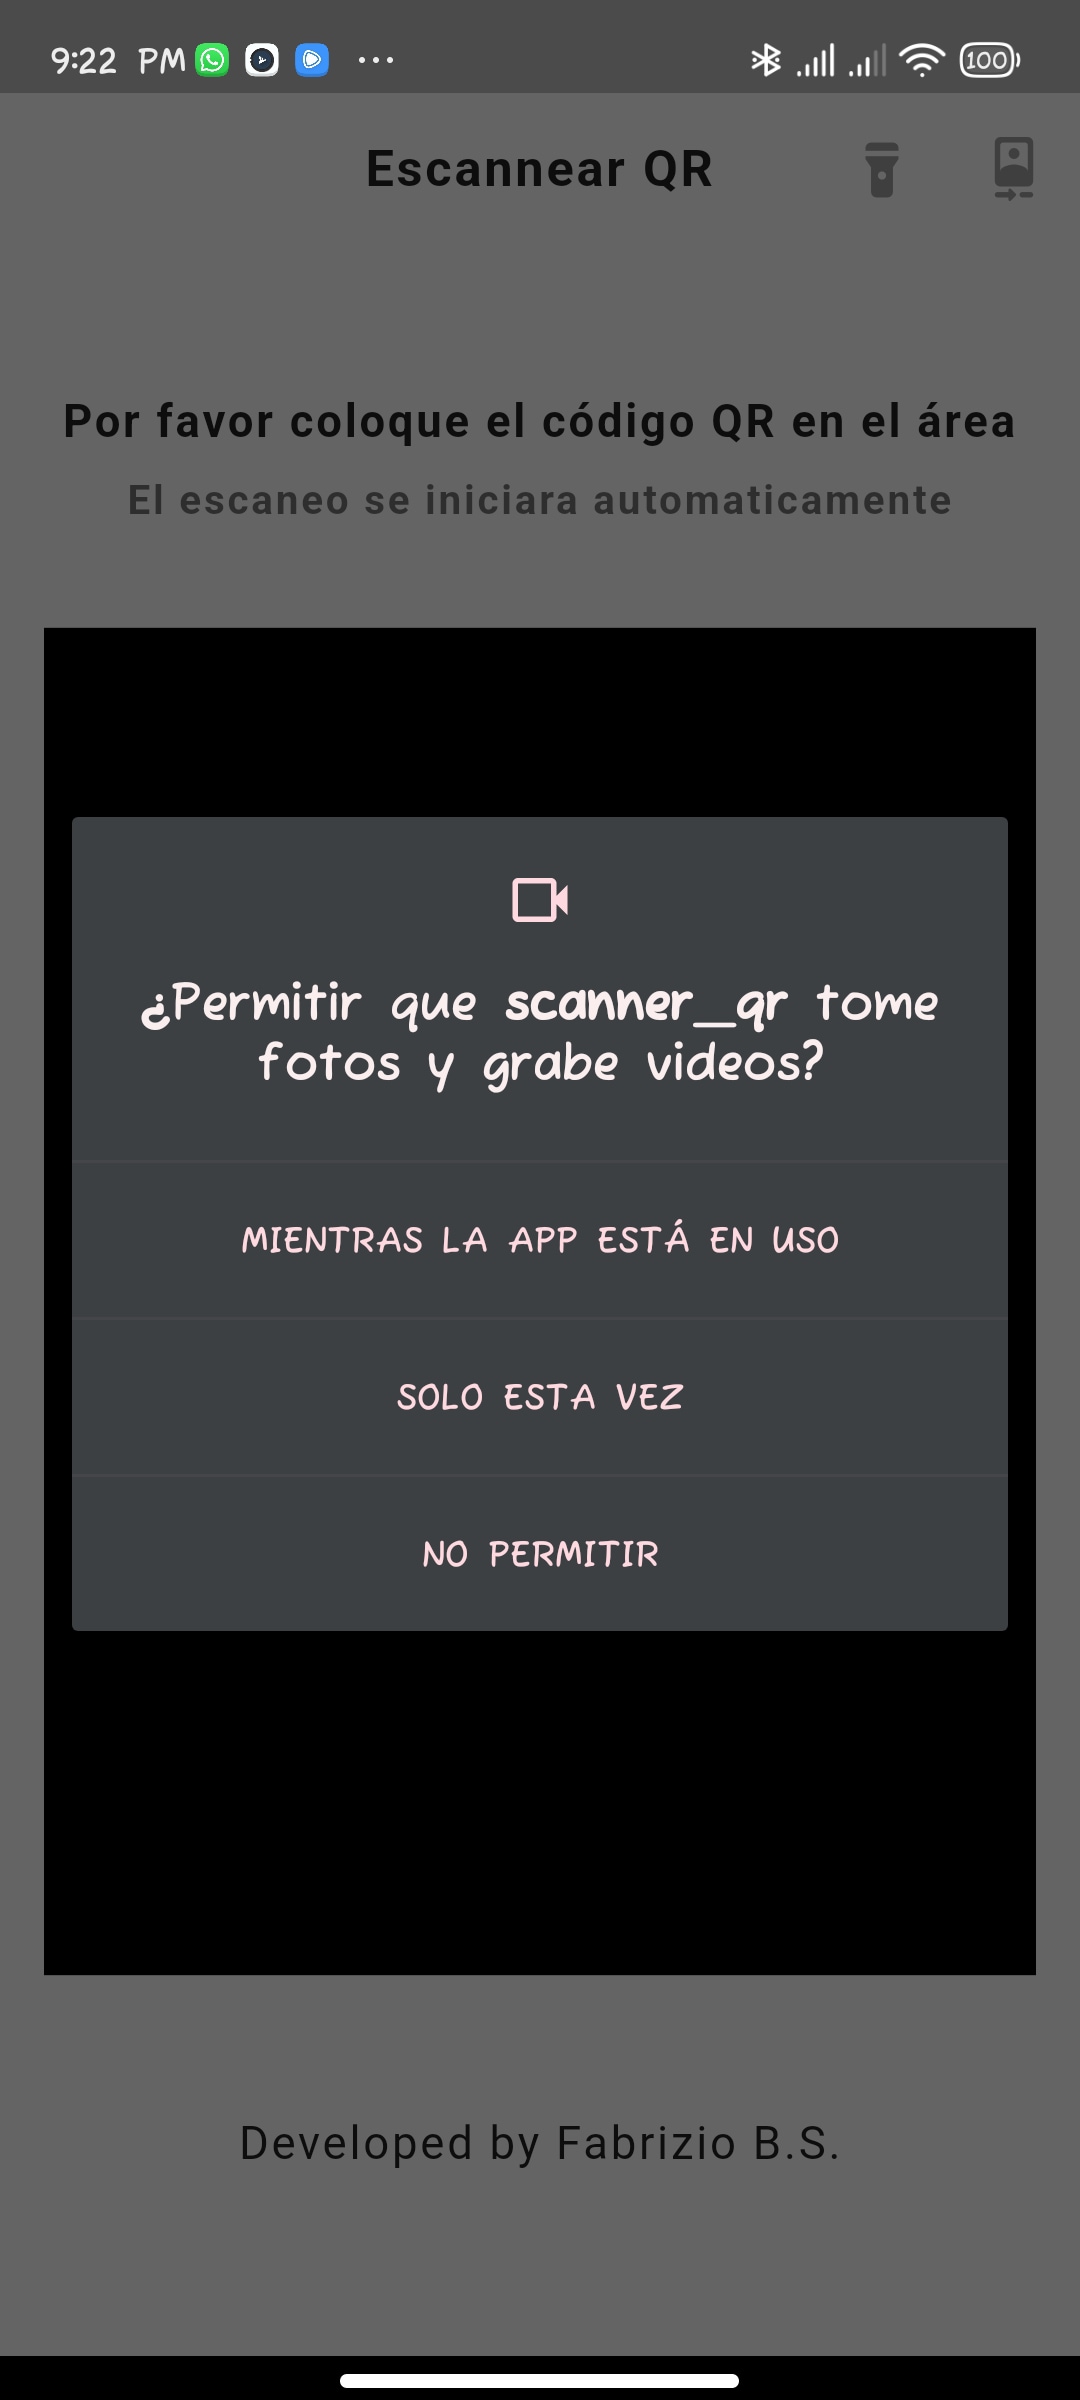 9:22 PM
100
Escannear QR
Por favor coloque el código QR en el área
El escaneo se iniciara automaticamente
¿Permitir que scanner_qr tome
fotos y grabe videos?
MIENTRAS LA APP ESTÁ EN USO
SOLO ESTA VEZ
NO PERMITIR
Developed by Fabrizio B.S.